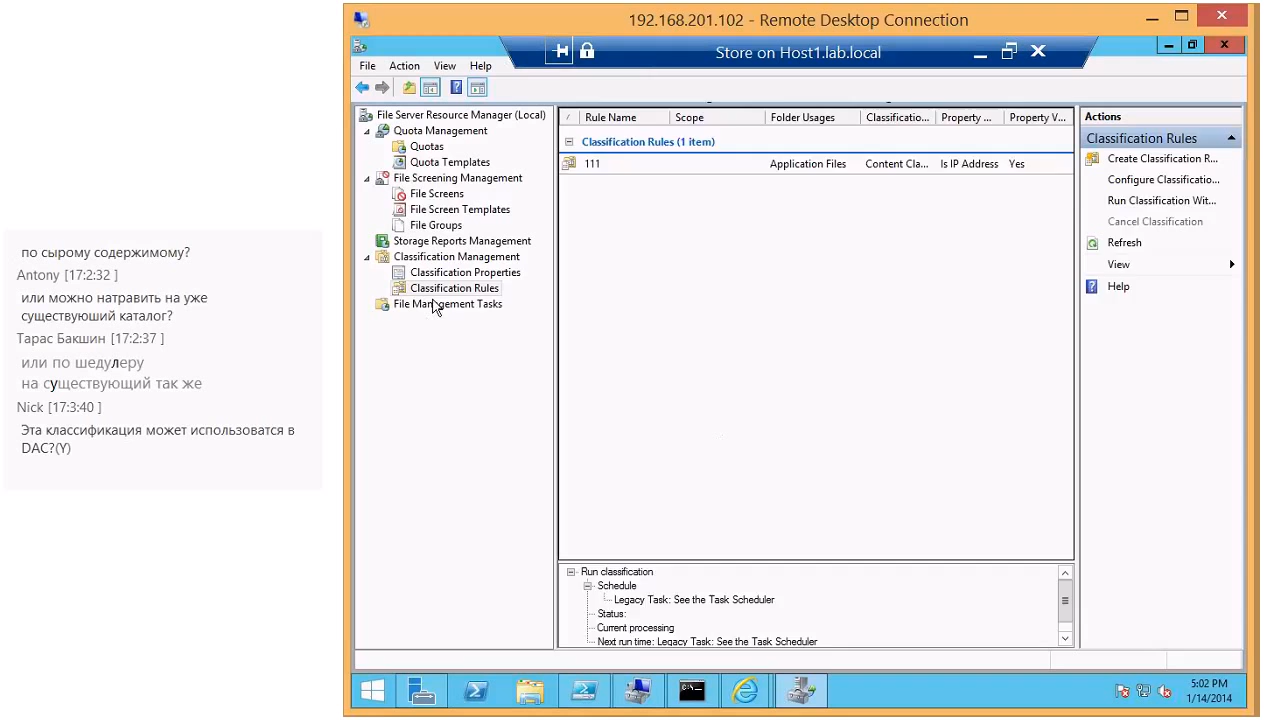 192.168.201.102 - Remote Desktop Connection
Store on Host1.lab.local
File Action View Help
File Server Resource Manager (Local)
Quota Management
Quotas
Quota Templates
File Screening Management
File Screens
File Screen Templates
File Groups
Storage Reports Management
Classification Management
Classification Properties
Classification Rules
File Management Tasks
Rule Name Scope Folder Usages Classificatio... Property ... Property V...
Classification Rules (1 item)
111 Application Files Content Cla... Is IP Address Yes
Run classification
Schedule
Legacy Task: See the Task Scheduler
Status:
Current processing
Next run time: Legacy Task: See the Task Scheduler
Actions
Classification Rules
Create Classification R...
Configure Classificatio...
Run Classification Wit...
Cancel Classification
Refresh
View
Help
5:02 PM
1/14/2014
по сырому содержимому?
Antony [17:2:32 ]
или можно натравить на уже
существуюший каталог?
Тарас Бакшин [17:2:37 ]
или по шедулеру
на существующий так же
Nick [17:3:40 ]
Эта классификация может использоватся в
DAC?(Y)